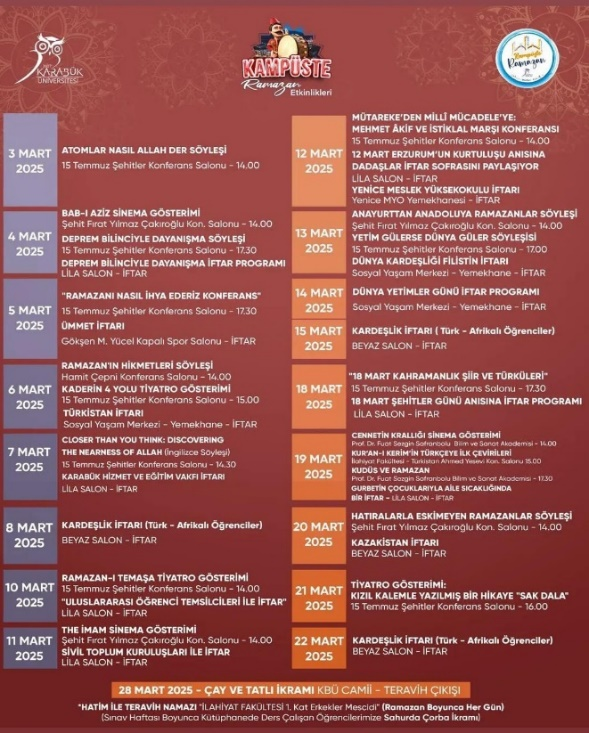 KARABÜK
ÜNİVERSİTESİ
KAMPÜSTE
Ramazan
Etkinlikleri
Ramazan
3 MART
2025
ATOMLAR NASIL ALLAH DER SÖYLEŞİ
15 Temmuz Şehitler Konferans Salonu - 14.00
4 MART
2025
BAB-I AZİZ SİNEMA GÖSTERİMİ
Şehit Fırat Yılmaz Çakıroğlu Kon. Salonu - 14.00
DEPREM BİLİNCİYLE DAYANIŞMA SÖYLEŞİ
15 Temmuz Şehitler Konferans Salonu - 17.30
DEPREM BİLİNCİYLE DAYANIŞMA İFTAR PROGRAMI
LİLA SALON - İFTAR
5 MART
2025
"RAMAZANI NASIL İHYA EDERİZ KONFERANS"
15 Temmuz Şehitler Konferans Salonu - 17.30
ÜMMET İFTARI
Gökşen M. Yücel Kapalı Spor Salonu - İFTAR
6 MART
2025
RAMAZAN'IN HİKMETLERİ SÖYLEŞİ
Hamit Çepni Konferans Salonu - 14.00
KADERİN 4 YOLU TİYATRO GÖSTERİMİ
15 Temmuz Şehitler Konferans Salonu - 15.00
TÜRKİSTAN İFTARI
Sosyal Yaşam Merkezi - Yemekhane - İFTAR
7 MART
2025
CLOSER THAN YOU THINK: DISCOVERING
THE NEARNESS OF ALLAH (İngilizce Söyleşi)
15 Temmuz Şehitler Konferans Salonu - 14.30
KARABÜK HİZMET VE EĞİTİM VAKFI İFTARI
LİLA SALON - İFTAR
8 MART
2025
KARDEŞLİK İFTARI (Türk - Afrikalı Öğrenciler)
BEYAZ SALON - İFTAR
10 MART
2025
RAMAZAN-I TEMAŞA TİYATRO GÖSTERİMİ
15 Temmuz Şehitler Konferans Salonu - 14.00
"ULUSLARARASI ÖĞRENCİ TEMSİLCİLERİ İLE İFTAR"
LİLA SALON - İFTAR
11 MART
2025
THE IMAM SİNEMA GÖSTERİMİ
Şehit Fırat Yılmaz Çakıroğlu Kon. Salonu - 14.00
SİVİL TOPLUM KURULUŞLARI İLE İFTAR
LİLA SALON - İFTAR
12 MART
2025
MÜTAREKE'DEN MİLLÎ MÜCADELE'YE:
MEHMET ÂKİF VE İSTİKLAL MARŞI KONFERANSI
15 Temmuz Şehitler Konferans Salonu - 14.00
12 MART ERZURUM'UN KURTULUŞU ANISINA
DADAŞLAR İFTAR SOFRASINI PAYLAŞIYOR
LİLA SALON - İFTAR
YENİCE MESLEK YÜKSEKOKULU İFTARI
Yenice MYO Yemekhanesi - İFTAR
13 MART
2025
ANAYURTTAN ANADOLUYA RAMAZANLAR SÖYLEŞİ
Şehit Fırat Yılmaz Çakıroğlu Kon. Salonu - 14.00
YETİM GÜLERSE DÜNYA GÜLER SÖYLEŞİSİ
15 Temmuz Şehitler Konferans Salonu - 17.00
DÜNYA KARDEŞLİĞİ FİLİSTİN İFTARI
Sosyal Yaşam Merkezi - Yemekhane - İFTAR
14 MART
2025
DÜNYA YETİMLER GÜNÜ İFTAR PROGRAMI
Sosyal Yaşam Merkezi - Yemekhane - İFTAR
15 MART
2025
KARDEŞLİK İFTARI ( Türk - Afrikalı Öğrenciler)
BEYAZ SALON - İFTAR
18 MART
2025
"18 MART KAHRAMANLIK ŞİİR VE TÜRKÜLERİ"
15 Temmuz Şehitler Konferans Salonu - 17.30
18 MART ŞEHİTLER GÜNÜ ANISINA İFTAR PROGRAMI
LİLA SALON - İFTAR
19 MART
2025
CENNETİN KRALLIĞI SİNEMA GÖSTERİMİ
Prof. Dr. Fuat Sezgin Safranbolu Bilim ve Sanat Akademisi - 14.00
KUR'AN-I KERİM'İN TÜRKÇEYE İLK ÇEVİRİLERİ
İlahiyat Fakültesi - Türkistan Ahmed Yesevi Kon. Salonu 15.00
KUDÜS VE RAMAZAN
Prof. Dr. Fuat Sezgin Safranbolu Bilim ve Sanat Akademisi - 17.30
GURBETİN ÇOCUKLARIYLA AİLE SICAKLIĞINDA
BİR İFTAR - LİLA SALON - İFTAR
20 MART
2025
HATIRALARLA ESKİMEYEN RAMAZANLAR SÖYLEŞİ
Şehit Fırat Yılmaz Çakıroğlu Kon. Salonu - 14.00
KAZAKİSTAN İFTARI
BEYAZ SALON - İFTAR
21 MART
2025
TİYATRO GÖSTERİMİ:
KIZIL KALEMLE YAZILMIŞ BİR HİKAYE "SAK DALA"
15 Temmuz Şehitler Konferans Salonu - 16.00
22 MART
2025
KARDEŞLİK İFTARI (Türk - Afrikalı Öğrenciler)
BEYAZ SALON - İFTAR
28 MART 2025 - ÇAY VE TATLI İKRAMI KBÜ CAMİİ - TERAVİH ÇIKIŞI
*HATİM İLE TERAVİH NAMAZI "İLAHİYAT FAKÜLTESİ 1. Kat Erkekler Mescidi" (Ramazan Boyunca Her Gün)
(Sınav Haftası Boyunca Kütüphanede Ders Çalışan Öğrencilerimize Sahurda Çorba İkramı)